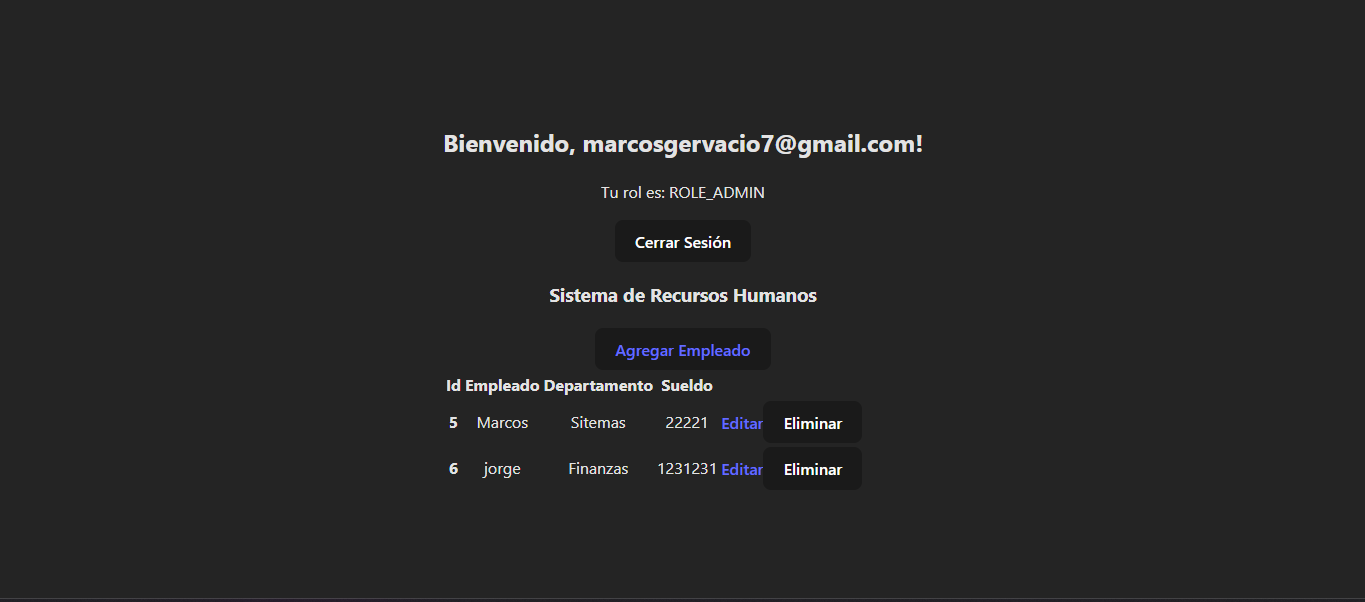 Bienvenido, marcosgervacio7@gmail.com!
Tu rol es: ROLE_ADMIN
Cerrar Sesión
Sistema de Recursos Humanos
Agregar Empleado
Id Empleado Departamento Sueldo
5 Marcos Sitemas 22221 Editar Eliminar
6 jorge Finanzas 1231231 Editar Eliminar